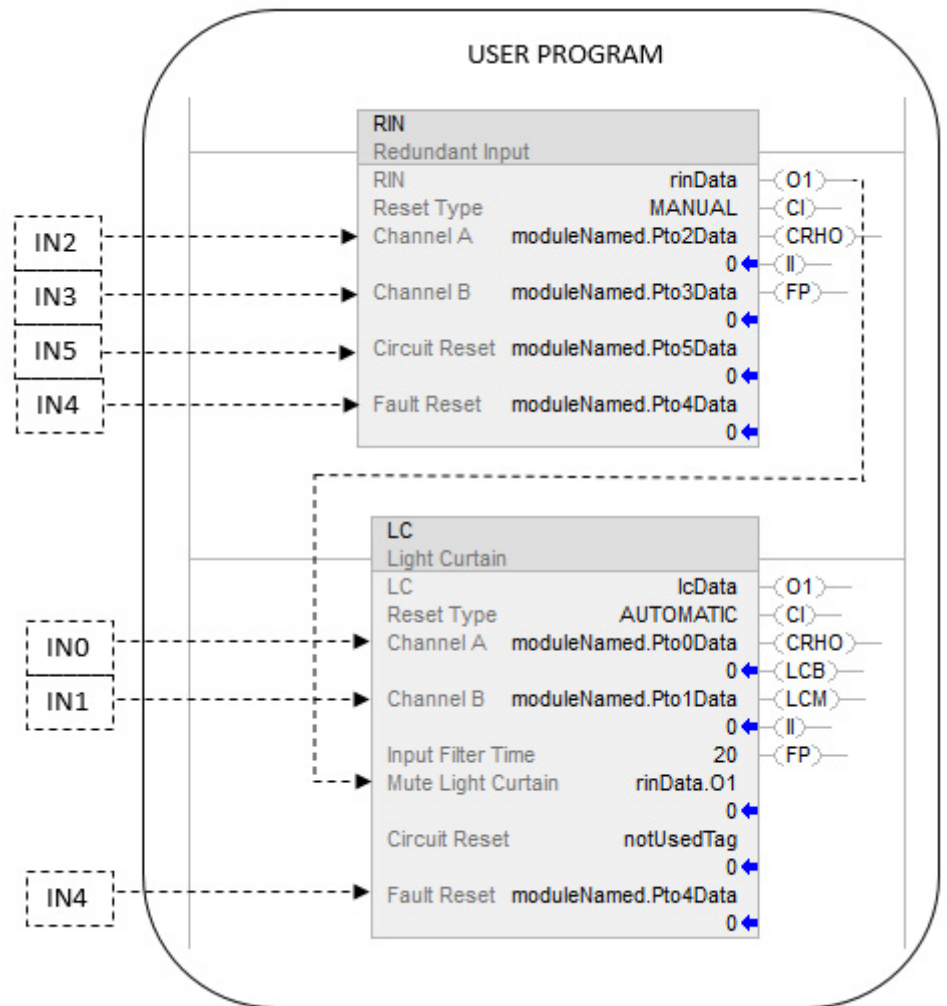 USER PROGRAM
RIN
Redundant Input
RIN rinData O1
Reset Type MANUAL CI
IN2 Channel A moduleNamed.Pto2Data CRHO
0 II
IN3 Channel B moduleNamed.Pto3Data FP
0
IN5 Circuit Reset moduleNamed.Pto5Data
0
IN4 Fault Reset moduleNamed.Pto4Data
0
LC
Light Curtain
LC lcData O1
Reset Type AUTOMATIC CI
IN0 Channel A moduleNamed.Pto0Data CRHO
0 LCB
IN1 Channel B moduleNamed.Pto1Data LCM
0 II
Input Filter Time 20 FP
Mute Light Curtain rinData.O1
0
Circuit Reset notUsedTag
0
IN4 Fault Reset moduleNamed.Pto4Data
0